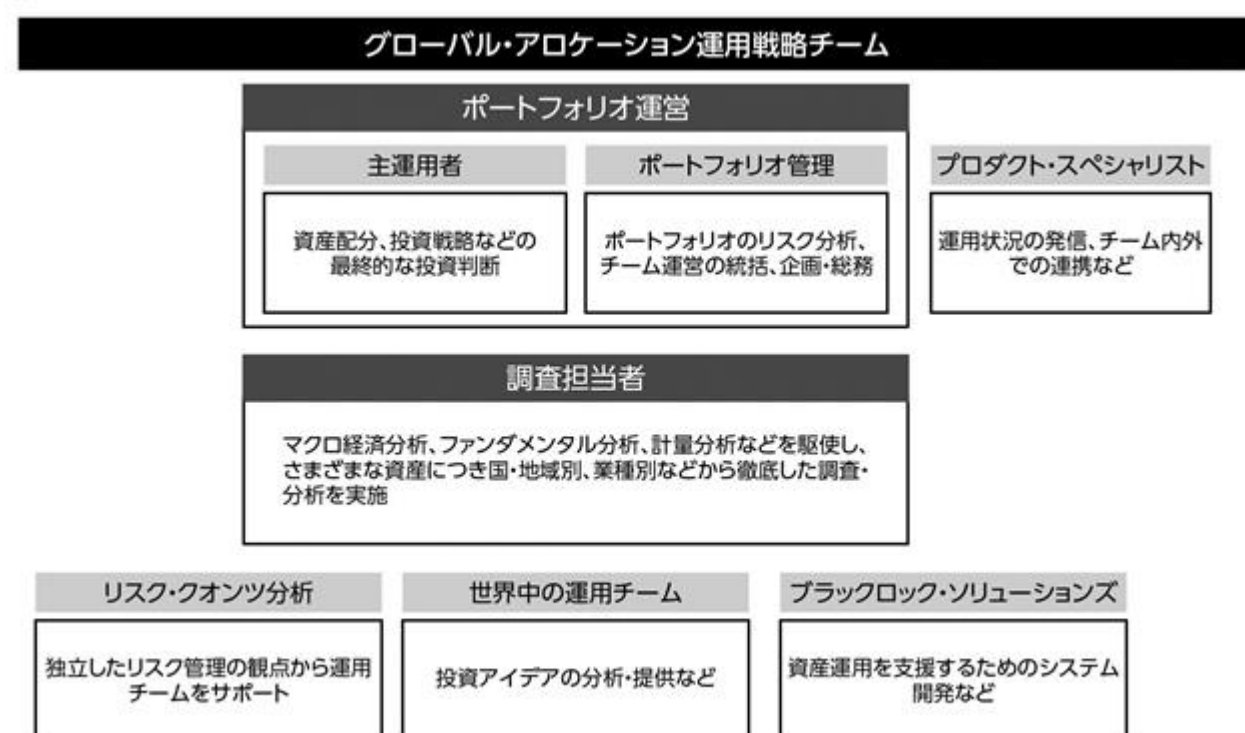 グローバル・アロケーション運用戦略チーム
ポートフォリオ運営
主運用者
資産配分、投資戦略などの
最終的な投資判断
ポートフォリオ管理
ポートフォリオのリスク分析、
チーム運営の統括、企画・総務
プロダクト・スペシャリスト
運用状況の発信、チーム内外
での連携など
調査担当者
マクロ経済分析、ファンダメンタル分析、計量分析などを駆使し、
さまざまな資産につき国・地域別、業種別などから徹底した調査・
分析を実施
リスク・クオンツ分析
独立したリスク管理の観点から運用
チームをサポート
世界中の運用チーム
投資アイデアの分析・提供など
ブラックロック・ソリューションズ
資産運用を支援するためのシステム
開発など